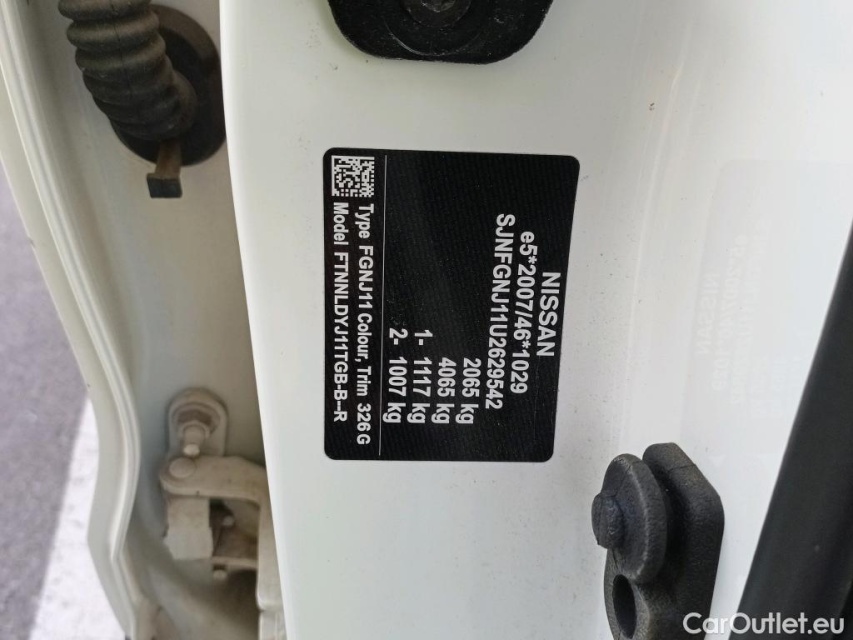 NISSAN
e5*2007/46*1029
SJNFGNJ11U2629542
2065 kg
4065 kg
1- 1117 kg
2- 1007 kg
Type FGNJ11 Colour, Trim 326 G
Model FTNNLDYJ11TGB-B--R
CarOutlet.eu